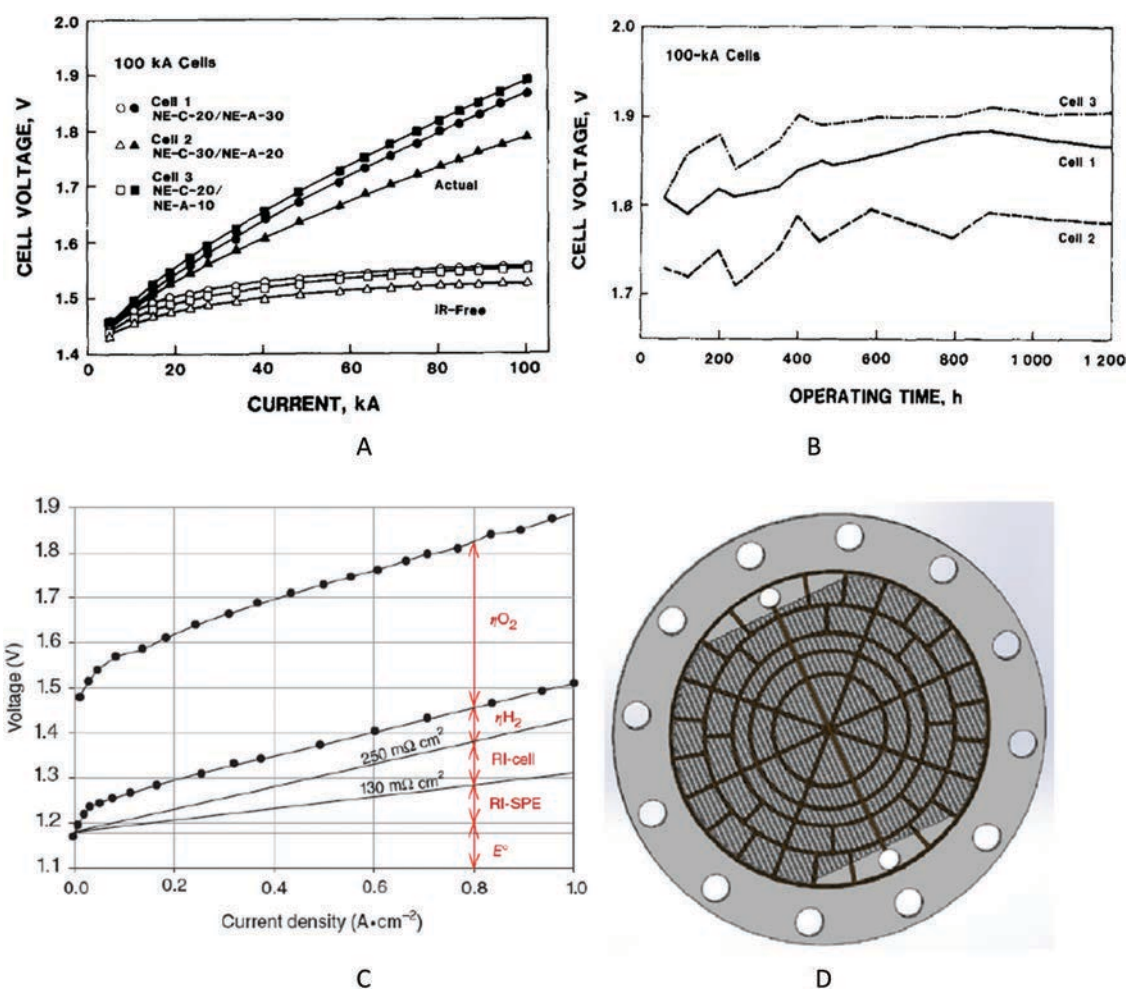 2.0
1.9
1.8
1.7
1.6
1.5
1.4
CELL VOLTAGE, V
100 kA Cells
Cell 1
NE-C-20/NE-A-30
Cell 2
NE-C-30/NE-A-20
Cell 3
NE-C-20/
NE-A-10
Actual
IR-Free
0 20 40 60 80 100
CURRENT, kA
A
2.0
1.9
1.8
1.7
CELL VOLTAGE, V
100-kA Cells
Cell 3
Cell 1
Cell 2
0 200 400 600 800 1 000 1 200
OPERATING TIME, h
B
1.9
1.8
1.7
1.6
1.5
1.4
1.3
1.2
1.1
Voltage (V)
ηO₂
ηH₂
250 mΩ cm²
RI-cell
130 mΩ cm²
RI-SPE
E°
0.0 0.2 0.4 0.6 0.8 1.0
Current density (A•cm⁻²)
C
D